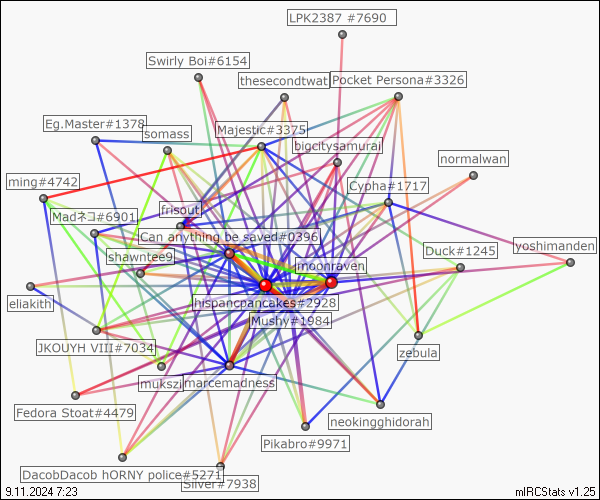 LPK2387 #7690
Swirly Boi#6154
thesecondtwat
Pocket Persona#3326
Eg.Master#1378
somass
Majestic#3375
bigcitysamurai
normalwan
ming#4742
Cypha#1717
Madネコ#6901
frisout
Can anything be saved#0396
shawntee9
Duck#1245
yoshimanden
moonraven
eliakith
hispancpancakes#2928
Mushy#1984
JKOUYH VIII#7034
zebula
mukszi
marcemadness
Fedora Stoat#4479
neokingghidorah
Pikabro#9971
DacobDacob hORNY police#5271
Silver#7938
9.11.2024 7:23
mIRCStats v1.25